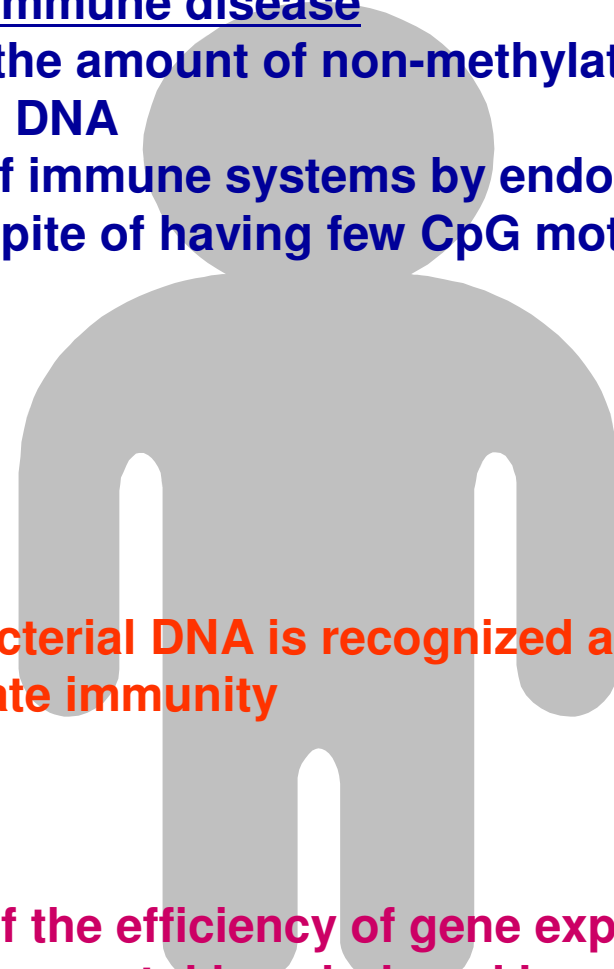 mmune disease
the amount of non-methylat
DNA
f immune systems by endo
pite of having few CpG mot
cterial DNA is recognized a
ate immunity
f the efficiency of gene exp